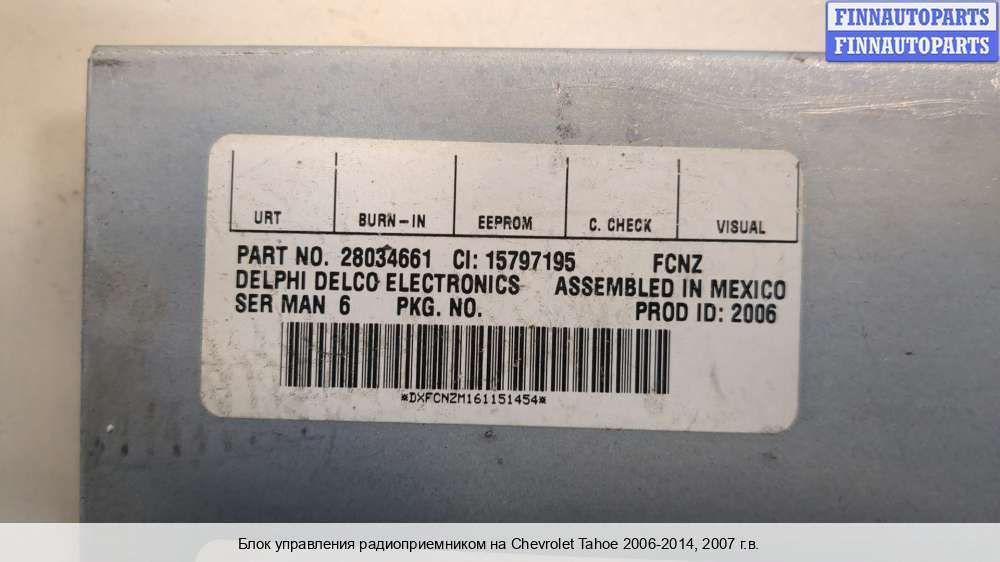 FINNAUTOPARTS
FINNAUTOPARTS
URT BURN-IN EEPROM C. CHECK VISUAL
PART NO. 28034661 CI: 15797195 FCNZ
DELPHI DELCO ELECTRONICS ASSEMBLED IN MEXICO
SER MAN 6 PKG. NO. PROD ID: 2006
*DXFCNZM161151454*
Блок управления радиоприемником на Chevrolet Tahoe 2006-2014, 2007 г.в.